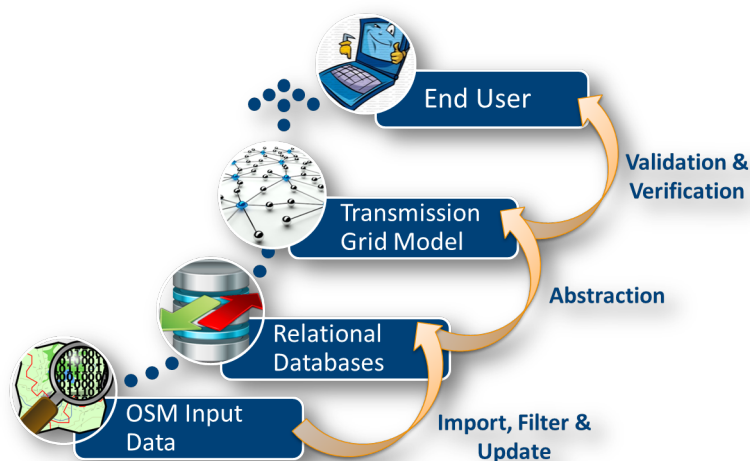 End User
Validation &
Verification
Transmission
Grid Model
Abstraction
Relational
Databases
OSM Input
Data
Import, Filter &
Update